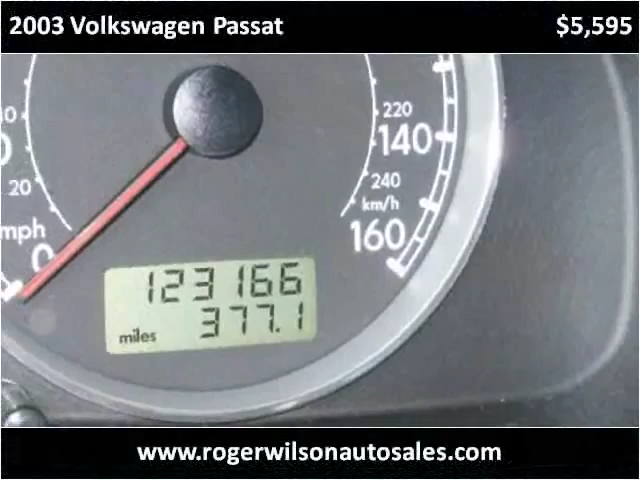 2003 Volkswagen Passat $5,595
220
140
20
240
mph
km/h
0
160
123166
miles 377.1
www.rogerwilsonautosales.com